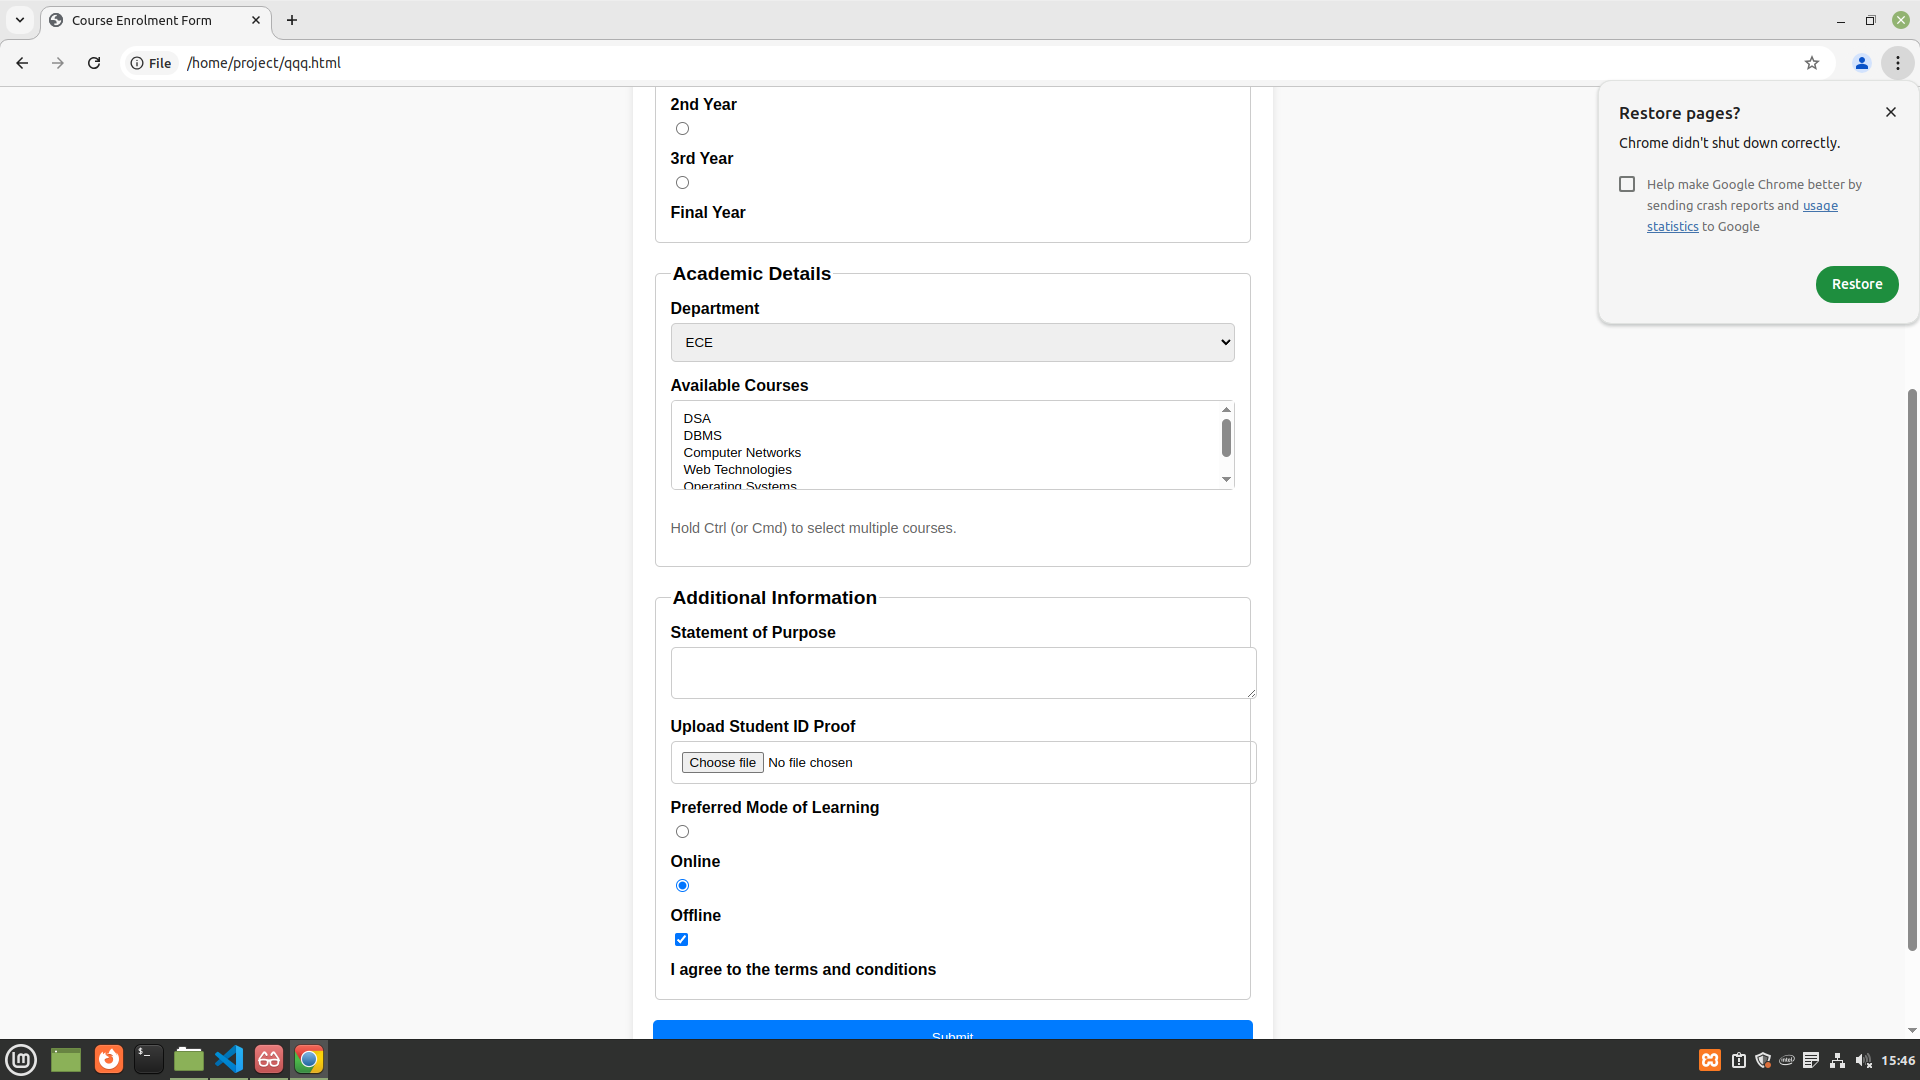 Course Enrolment Form
File
/home/project/qqq.html
Restore pages?
Chrome didn't shut down correctly.
Help make Google Chrome better by
sending crash reports and usage
statistics to Google
Restore
2nd Year
3rd Year
Final Year
Academic Details
Department
ECE
Available Courses
DSA
DBMS
Computer Networks
Web Technologies
Operating Systems
Hold Ctrl (or Cmd) to select multiple courses.
Additional Information
Statement of Purpose
Upload Student ID Proof
Choose file No file chosen
Preferred Mode of Learning
Online
Offline
I agree to the terms and conditions
Submit
15:46